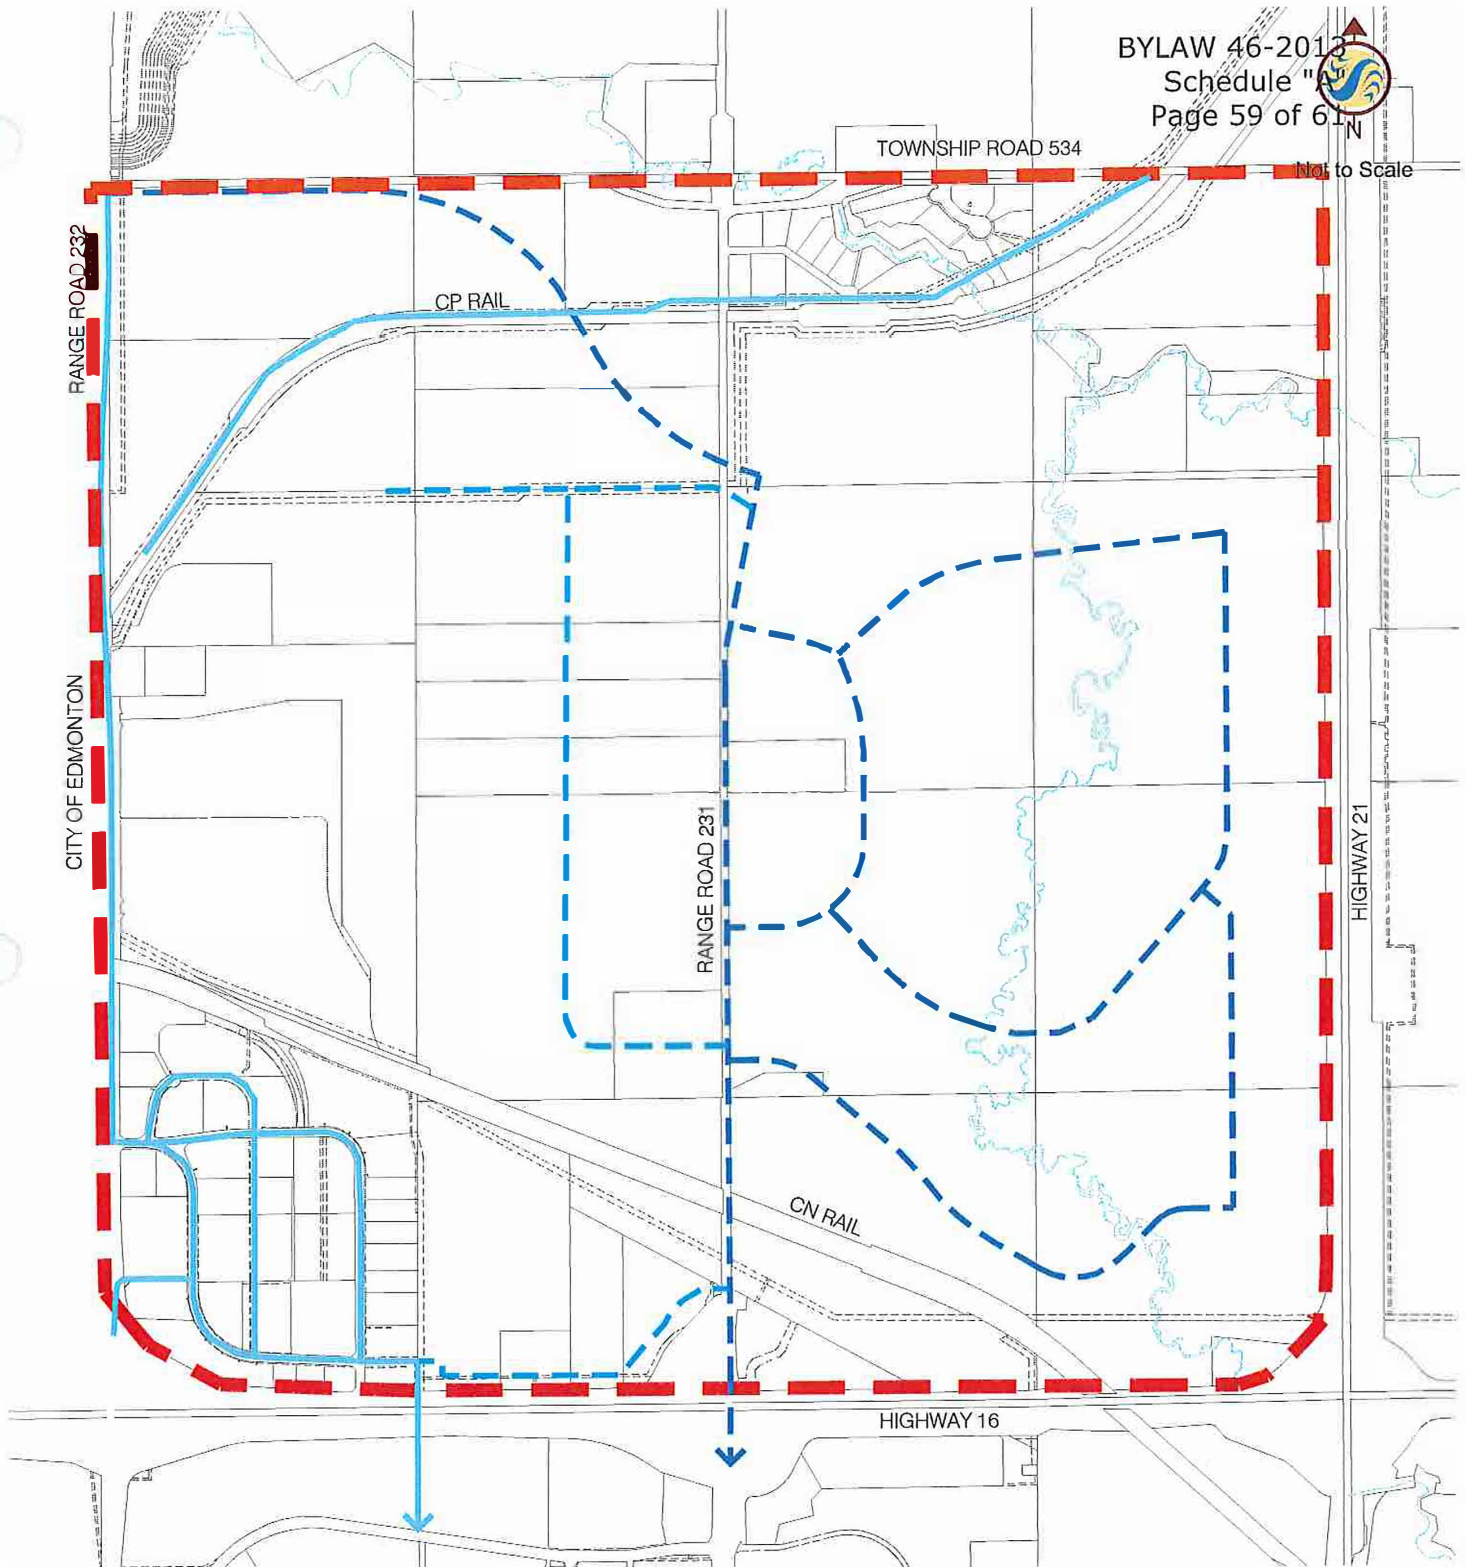 BYLAW 46-2013
Schedule "A"
Page 59 of 61
N
Not to Scale
TOWNSHIP ROAD 534
RANGE ROAD 232
CP RAIL
CITY OF EDMONTON
RANGE ROAD 231
HIGHWAY 21
CN RAIL
HIGHWAY 16